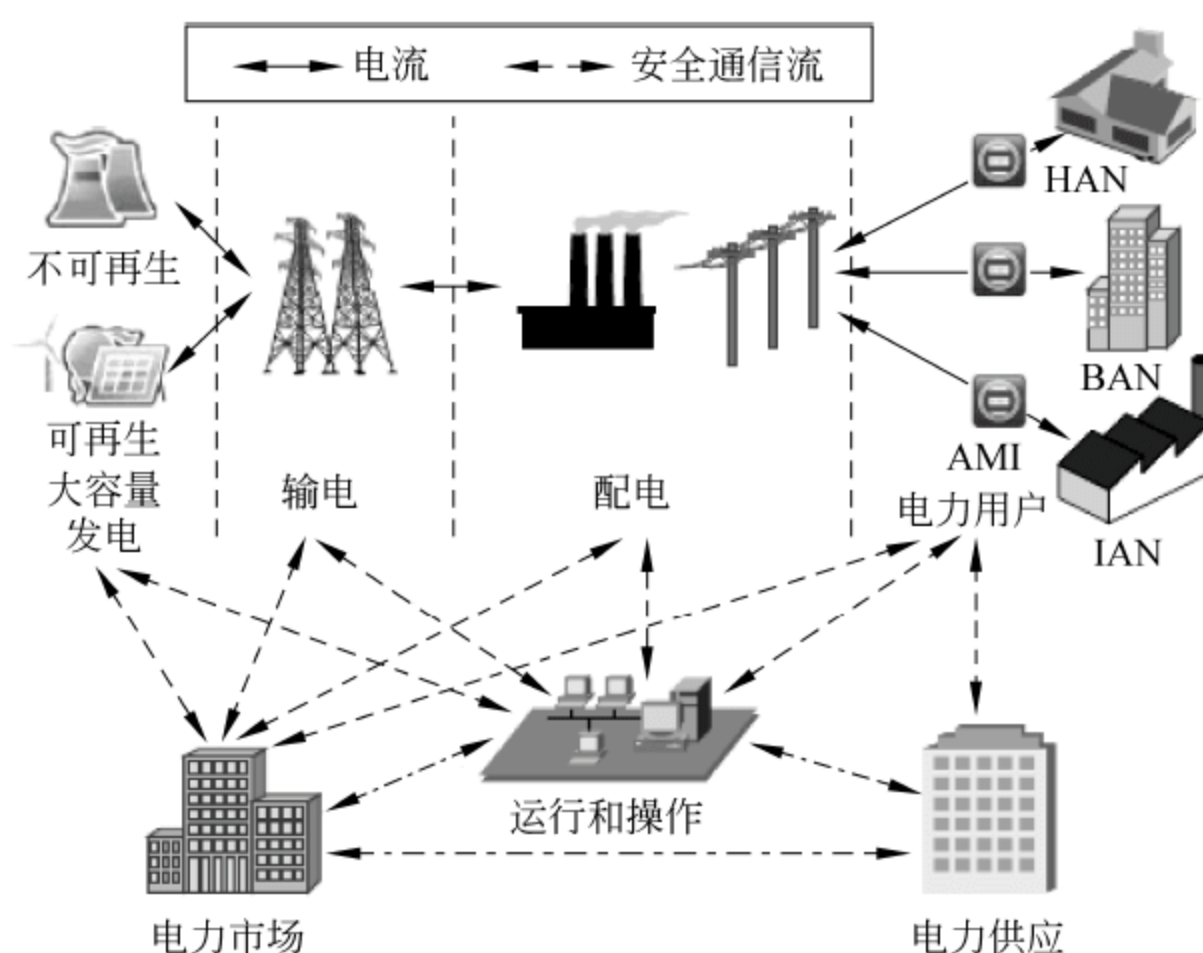 电流
安全通信流
不可再生
可再生
大容量
发电
输电
配电
HAN
BAN
AMI
电力用户
IAN
运行和操作
电力市场
电力供应